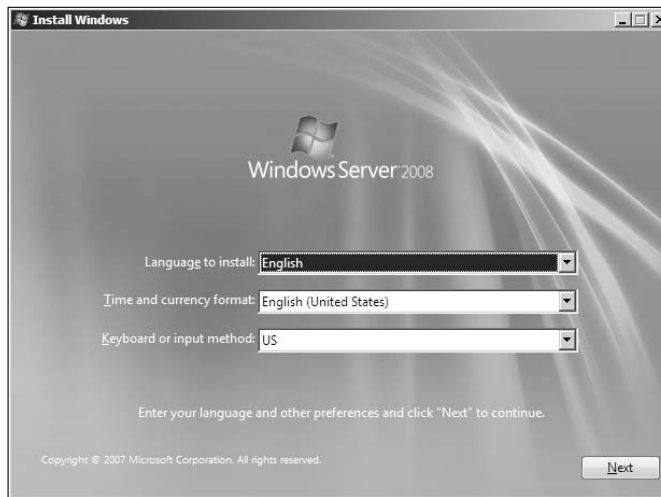 Install Windows
Windows Server 2008
Language to install: English
Time and currency format: English (United States)
Keyboard or input method: US
Enter your language and other preferences and click "Next" to continue.
Copyright © 2007 Microsoft Corporation. All rights reserved.
Next